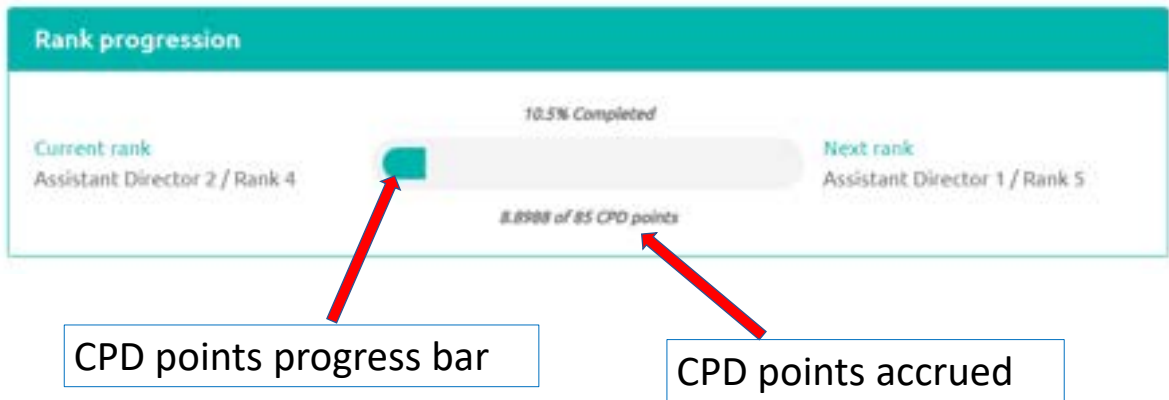 Rank progression
10.5% Completed
Current rank
Assistant Director 2 / Rank 4
Next rank
Assistant Director 1 / Rank 5
8.8988 of 85 CPD points
CPD points progress bar
CPD points accrued